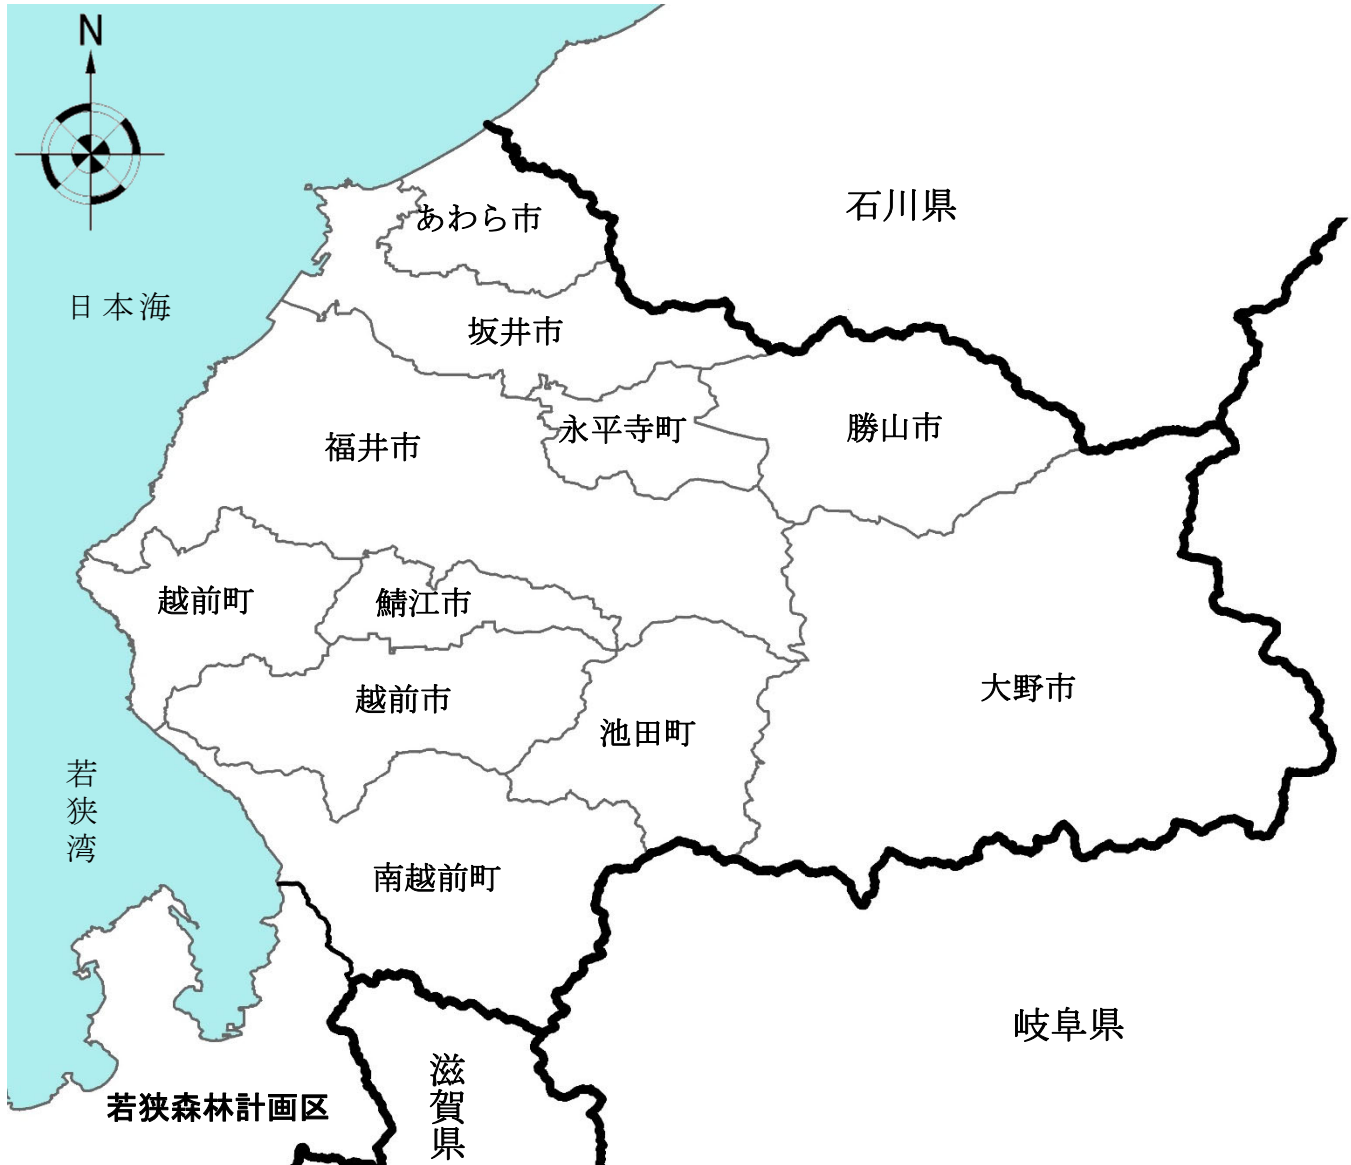 N
石川県
あわら市
日本海
坂井市
永平寺町
勝山市
福井市
越前町
鯖江市
大野市
越前市
池田町
若狭湾
南越前町
岐阜県
滋賀県
若狭森林計画区